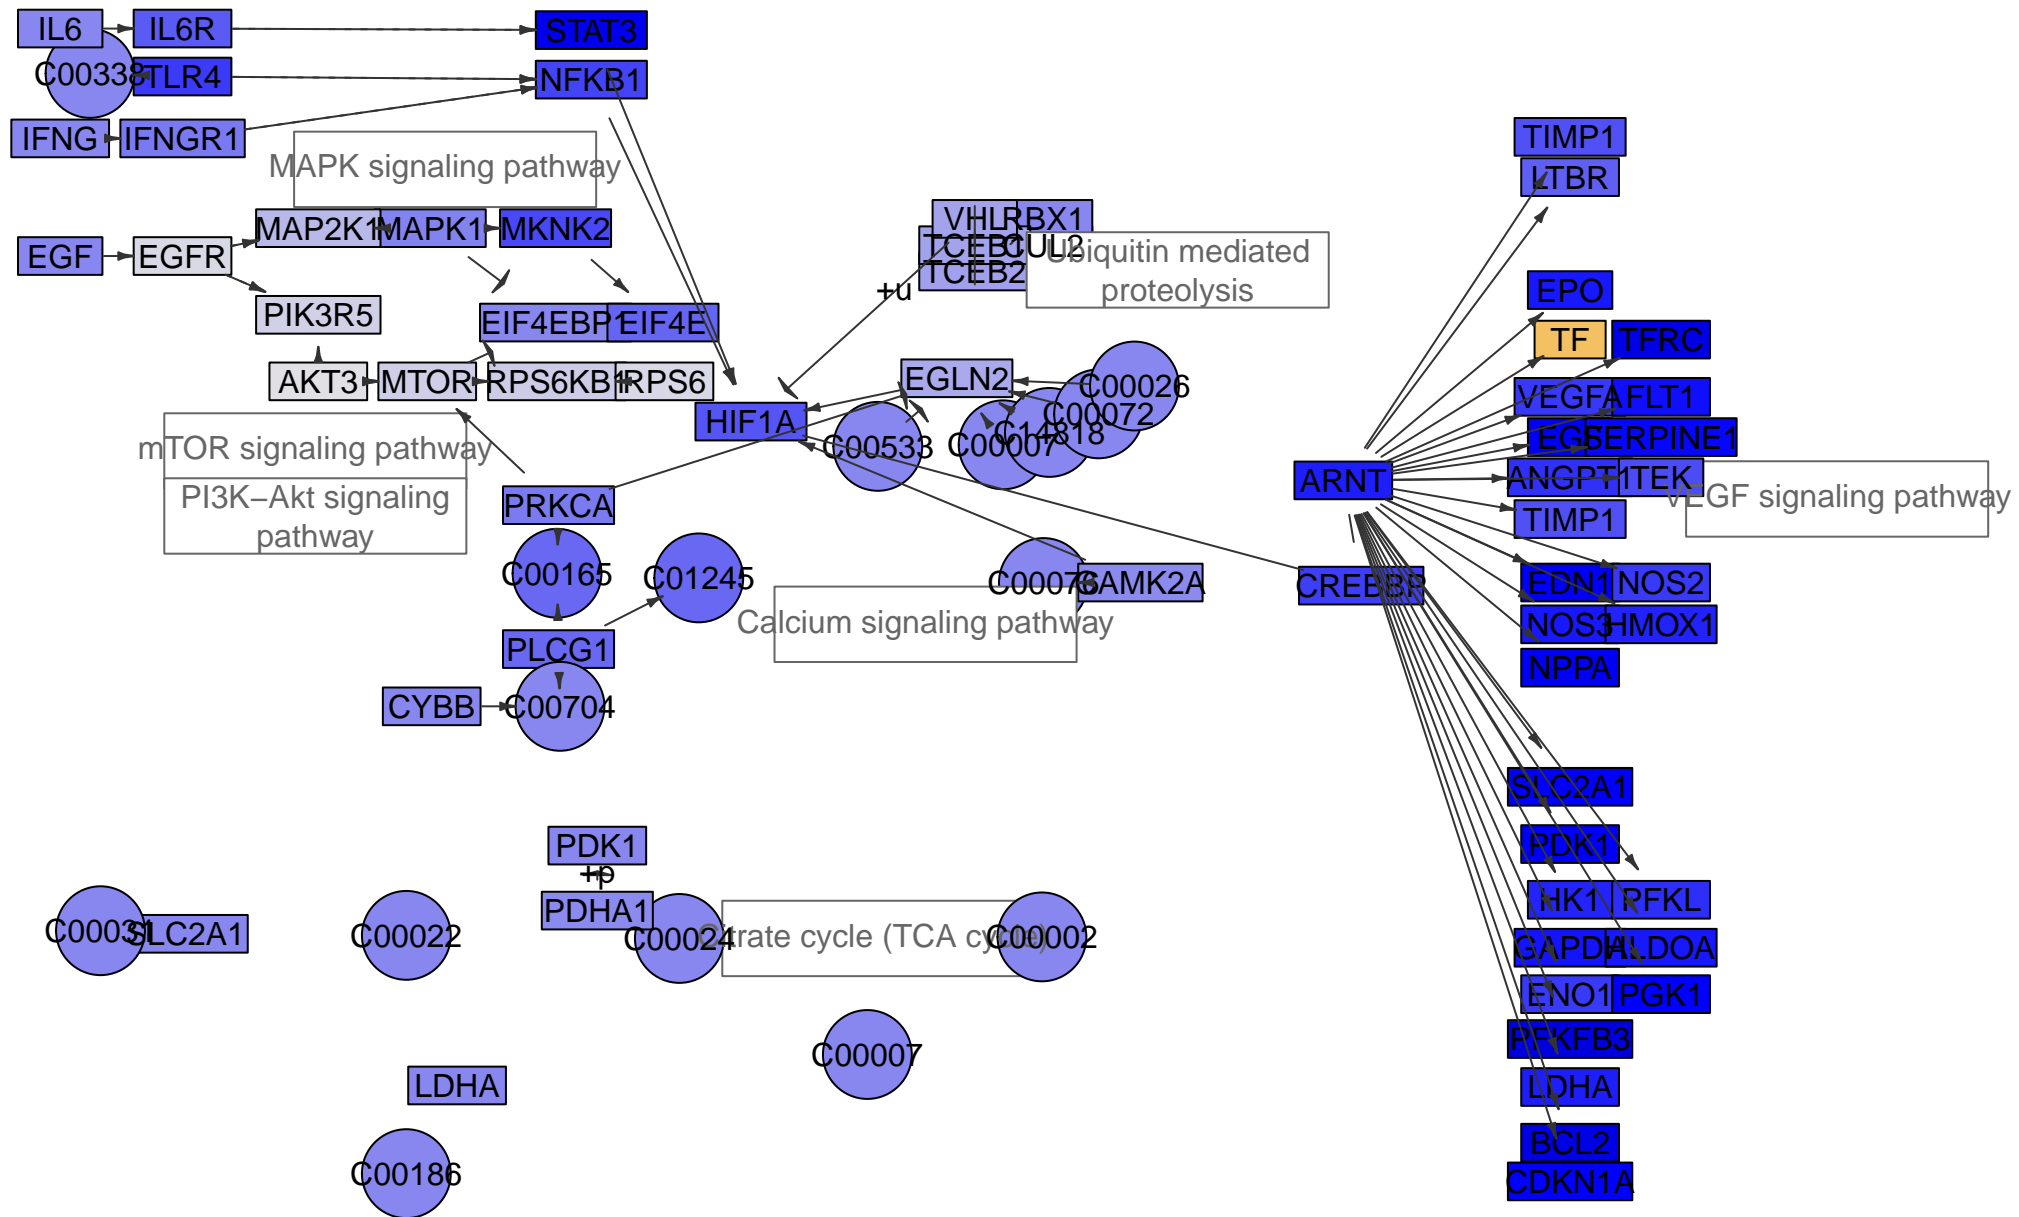 IL6
IL6R
STAT3
C00338
TLR4
NFKB1
IFNG
IFNGR1
TIMP1
MAPK signaling pathway
LTBR
MAP2K1
MAPK1
MKNK2
VHL
RBX1
EGF
EGFR
TCEB1
CUL2
Ubiquitin mediated
proteolysis
TCEB2
+u
EPO
PIK3R5
EIF4EBP1
EIF4E
TF
TFRC
AKT3
MTOR
RPS6KB1
RPS6
EGLN2
C00026
VEGFA
FLT1
HIF1A
C00072
C14818
C00007
C00533
EGF
SERPINE1
mTOR signaling pathway
PI3K−Akt signaling
pathway
ARNT
ANGPT1
TEK
VEGF signaling pathway
PRKCA
TIMP1
C00165
C01245
C00076
CAMK2A
CREBBP
EDN1
NOS2
Calcium signaling pathway
NOS3
HMOX1
PLCG1
NPPA
CYBB
C00704
SLC2A1
PDK1
+p
PDK1
PDHA1
HK1
PFKL
C00031
SLC2A1
C00022
C00024
Citrate cycle (TCA cycle)
C00002
GAPDH
ALDOA
ENO1
PGK1
PFKFB3
C00007
LDHA
LDHA
BCL2
C00186
CDKN1A